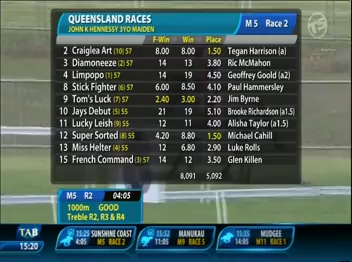 QUEENSLAND RACES
JOHN K HENNESSY 3YO MAIDEN
M 5 Race 2
F-Win Win Place
2 Craiglea Art (10) 57 8.00 8.00 1.50 Tegan Harrison (a)
3 Diamoneeze (2) 57 14 13 3.80 Ric McMahon
4 Limpopo (1) 57 14 19 4.50 Geoffrey Goold (a2)
8 Stick Fighter (6) 57 6.00 8.50 4.10 Paul Hammersley
9 Tom's Luck (7) 57 2.40 3.00 2.20 Jim Byrne
10 Jays Debut (5) 55 21 19 5.10 Brooke Richardson (a1.5)
11 Lucky Leish (9) 55 12 11 4.00 Alisha Taylor (a1.5)
12 Super Sorted (8) 55 4.20 8.80 1.50 Michael Cahill
13 Miss Helter (4) 55 12 6.80 2.90 Luke Rolls
15 French Command (3) 57 14 12 3.50 Glen Killen
8,091 5,092
M5 R2 04:05
1000m GOOD
Treble R2, R3 & R4
TAB
15:20
15:25 SUNSHINE COAST
4:05 M5 RACE 2
15:32 MANUKAU
11:05 M9 RACE 5
15:35 MUDGEE
14:05 M11 RACE 1